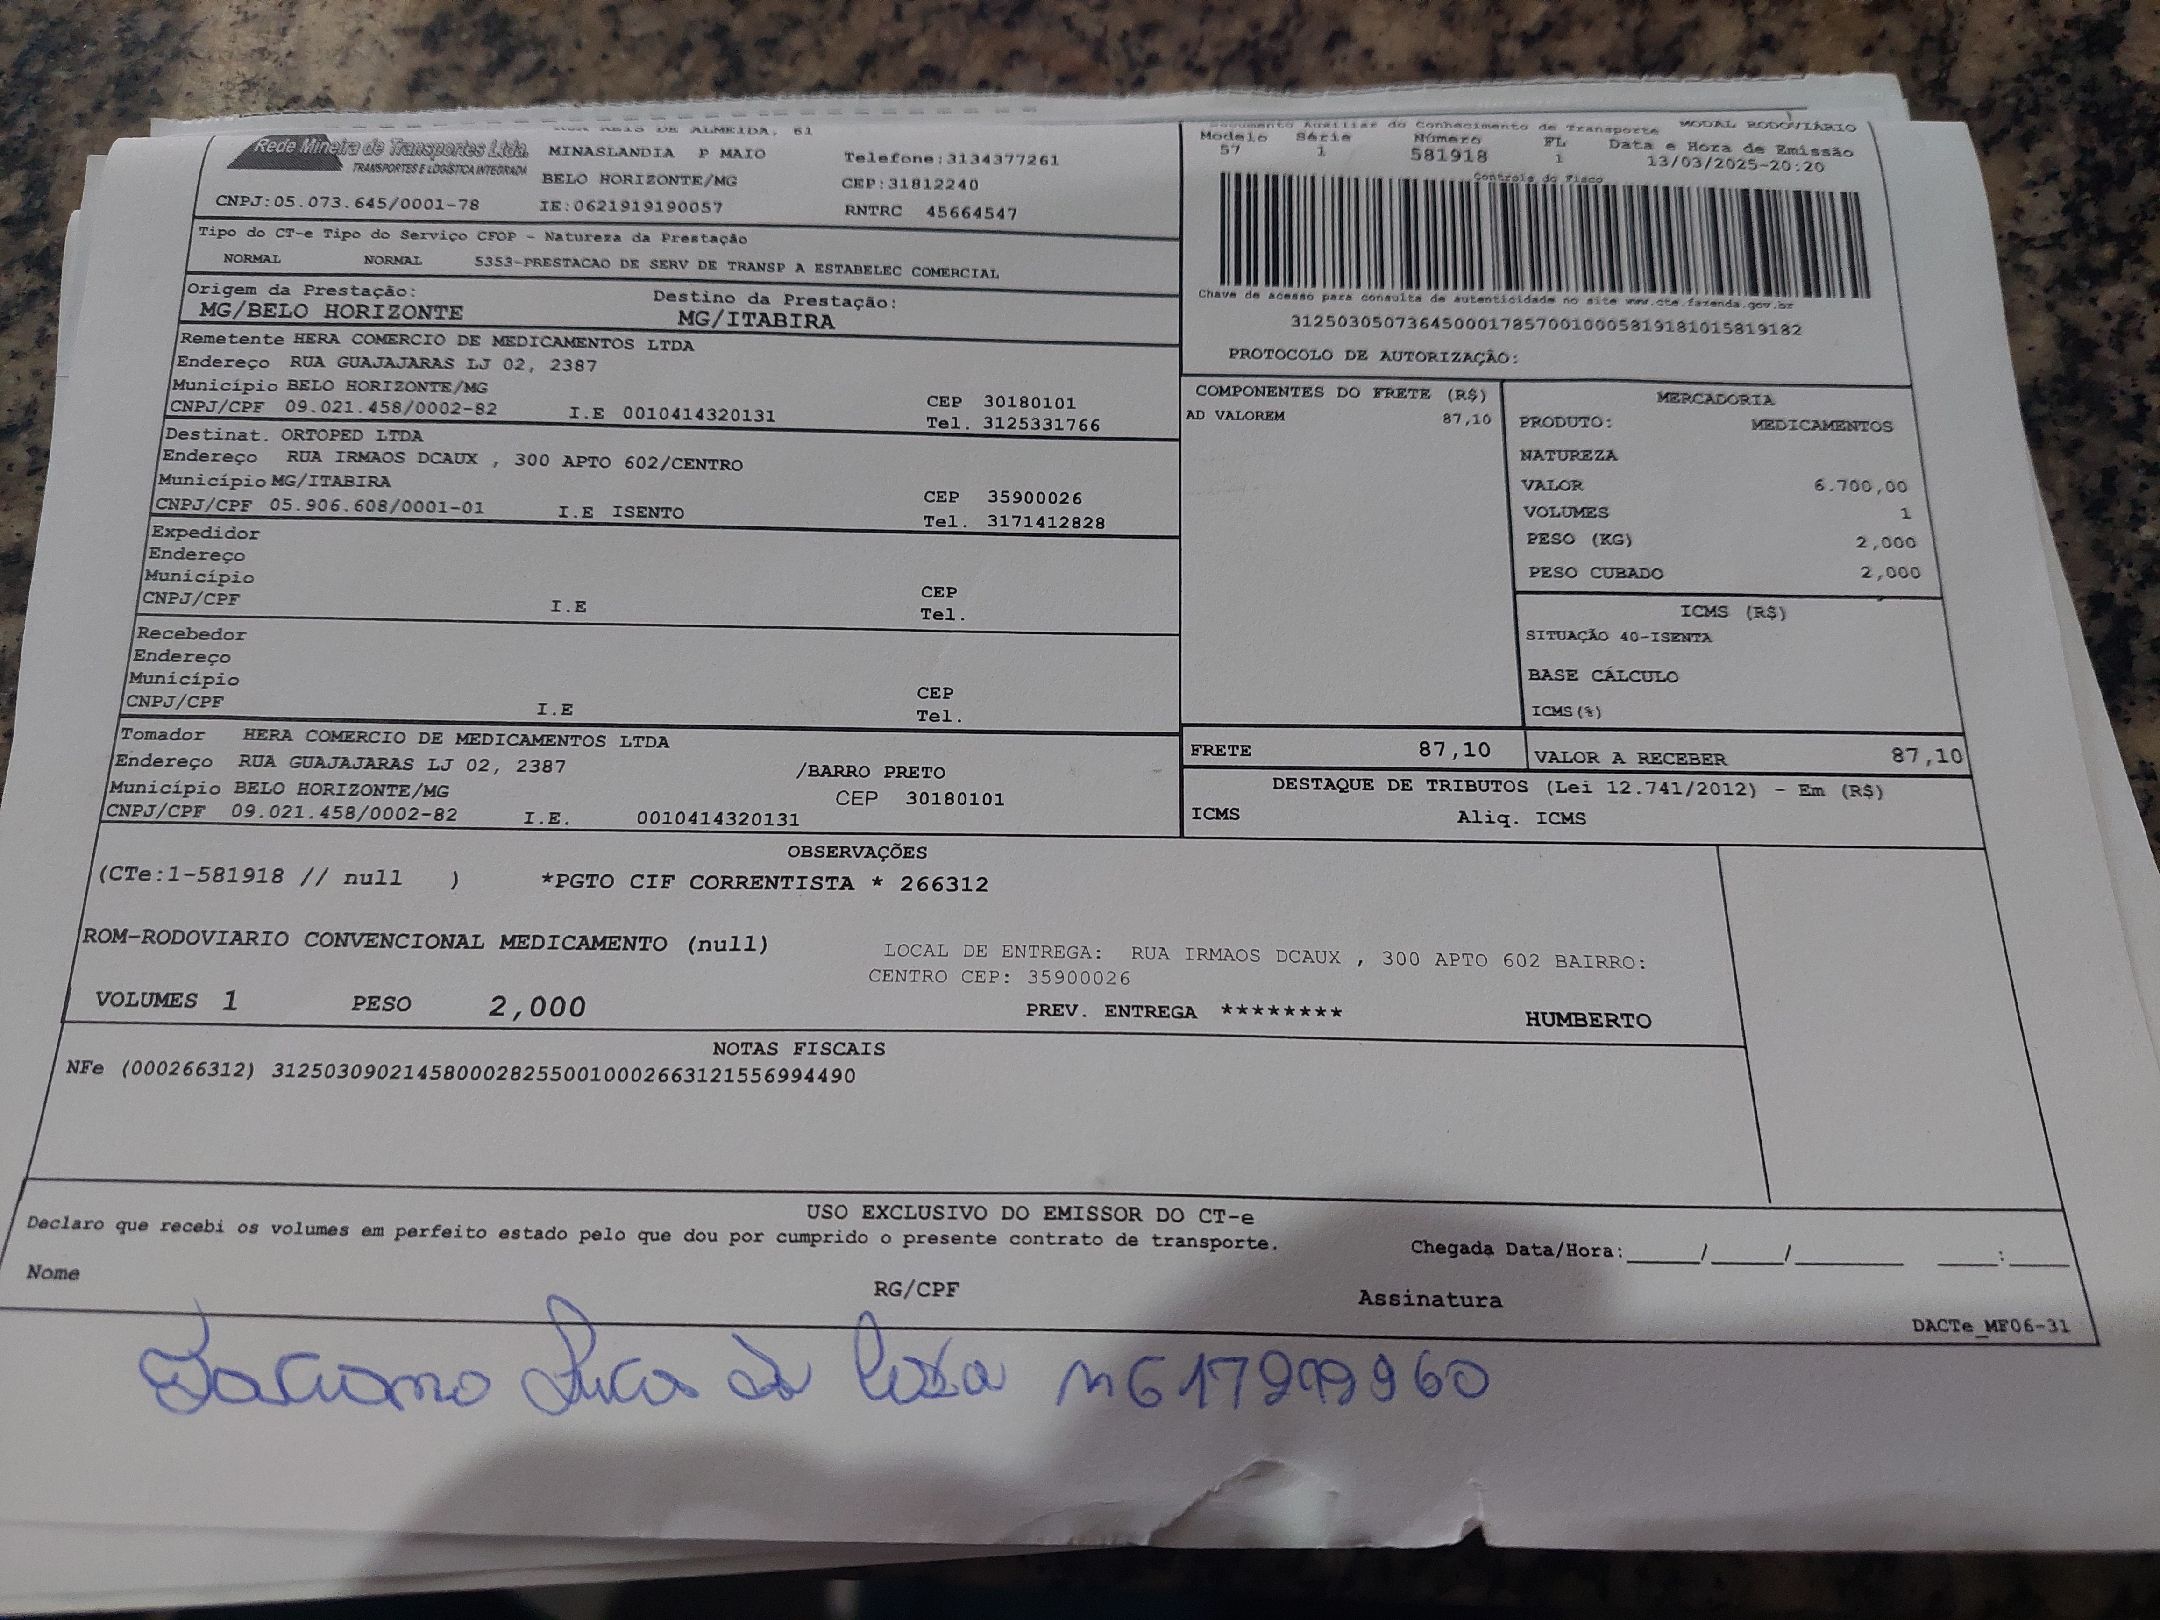 RUA REIS DE ALMEIDA, 61
Rede Mineira de Transportes Ltda.
TRANSPORTES E LOGÍSTICA INTEGRADA
MINASLANDIA P MAIO
Telefone:3134377261
BELO HORIZONTE/MG
CEP:31812240
CNPJ:05.073.645/0001-78 IE:0621919190057 RNTRC 45664547
Documento Auxiliar do Conhecimento de Transporte MODAL RODOVIÁRIO
Modelo Série Número FL Data e Hora de Emissão
57 1 581918 1 13/03/2025-20:20
Controle do Fisco
Chave de acesso para consulta de autenticidade no site www.cte.fazenda.gov.br
31250305073645000178570010005819181015819182
PROTOCOLO DE AUTORIZAÇÃO:
Tipo do CT-e Tipo do Serviço CFOP - Natureza da Prestação
NORMAL NORMAL 5353-PRESTACAO DE SERV DE TRANSP A ESTABELEC COMERCIAL
Origem da Prestação: Destino da Prestação:
MG/BELO HORIZONTE MG/ITABIRA
Remetente HERA COMERCIO DE MEDICAMENTOS LTDA
Endereço RUA GUAJAJARAS LJ 02, 2387
Município BELO HORIZONTE/MG CEP 30180101
CNPJ/CPF 09.021.458/0002-82 I.E 0010414320131 Tel. 3125331766
Destinat. ORTOPED LTDA
Endereço RUA IRMAOS DCAUX , 300 APTO 602/CENTRO
Município MG/ITABIRA CEP 35900026
CNPJ/CPF 05.906.608/0001-01 I.E ISENTO Tel. 3171412828
Expedidor
Endereço
Município CEP
CNPJ/CPF I.E Tel.
Recebedor
Endereço
Município CEP
CNPJ/CPF I.E Tel.
Tomador HERA COMERCIO DE MEDICAMENTOS LTDA
Endereço RUA GUAJAJARAS LJ 02, 2387 /BARRO PRETO
Município BELO HORIZONTE/MG CEP 30180101
CNPJ/CPF 09.021.458/0002-82 I.E. 0010414320131
COMPONENTES DO FRETE (R$)
AD VALOREM 87,10
MERCADORIA
PRODUTO: MEDICAMENTOS
NATUREZA
VALOR 6.700,00
VOLUMES 1
PESO (KG) 2,000
PESO CUBADO 2,000
ICMS (R$)
SITUAÇÃO 40-ISENTA
BASE CÁLCULO
ICMS(%)
FRETE 87,10 VALOR A RECEBER 87,10
DESTAQUE DE TRIBUTOS (Lei 12.741/2012) - Em (R$)
ICMS Aliq. ICMS
OBSERVAÇÕES
(CTe:1-581918 // null ) *PGTO CIF CORRENTISTA * 266312
ROM-RODOVIARIO CONVENCIONAL MEDICAMENTO (null)
LOCAL DE ENTREGA: RUA IRMAOS DCAUX , 300 APTO 602 BAIRRO:
CENTRO CEP: 35900026
VOLUMES 1 PESO 2,000 PREV. ENTREGA ******** HUMBERTO
NOTAS FISCAIS
NFe (000266312) 31250309021458000282550010002663121556994490
USO EXCLUSIVO DO EMISSOR DO CT-e
Declaro que recebi os volumes em perfeito estado pelo que dou por cumprido o presente contrato de transporte.
Chegada Data/Hora:_____/_____/________ ____:____
Nome RG/CPF Assinatura
DACTe_MF06-31